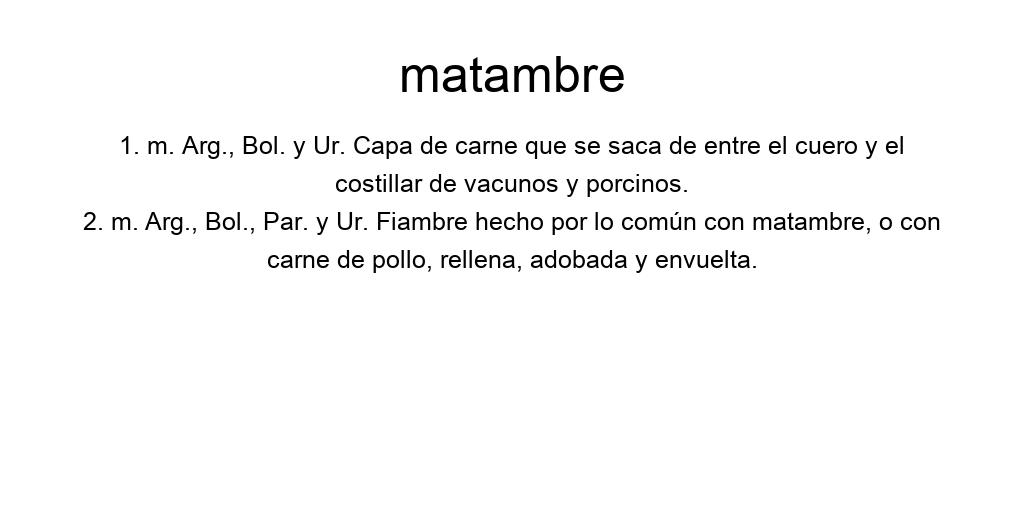 matambre
1. m. Arg., Bol. y Ur. Capa de carne que se saca de entre el cuero y el
costillar de vacunos y porcinos.
2. m. Arg., Bol., Par. y Ur. Fiambre hecho por lo común con matambre, o con
carne de pollo, rellena, adobada y envuelta.